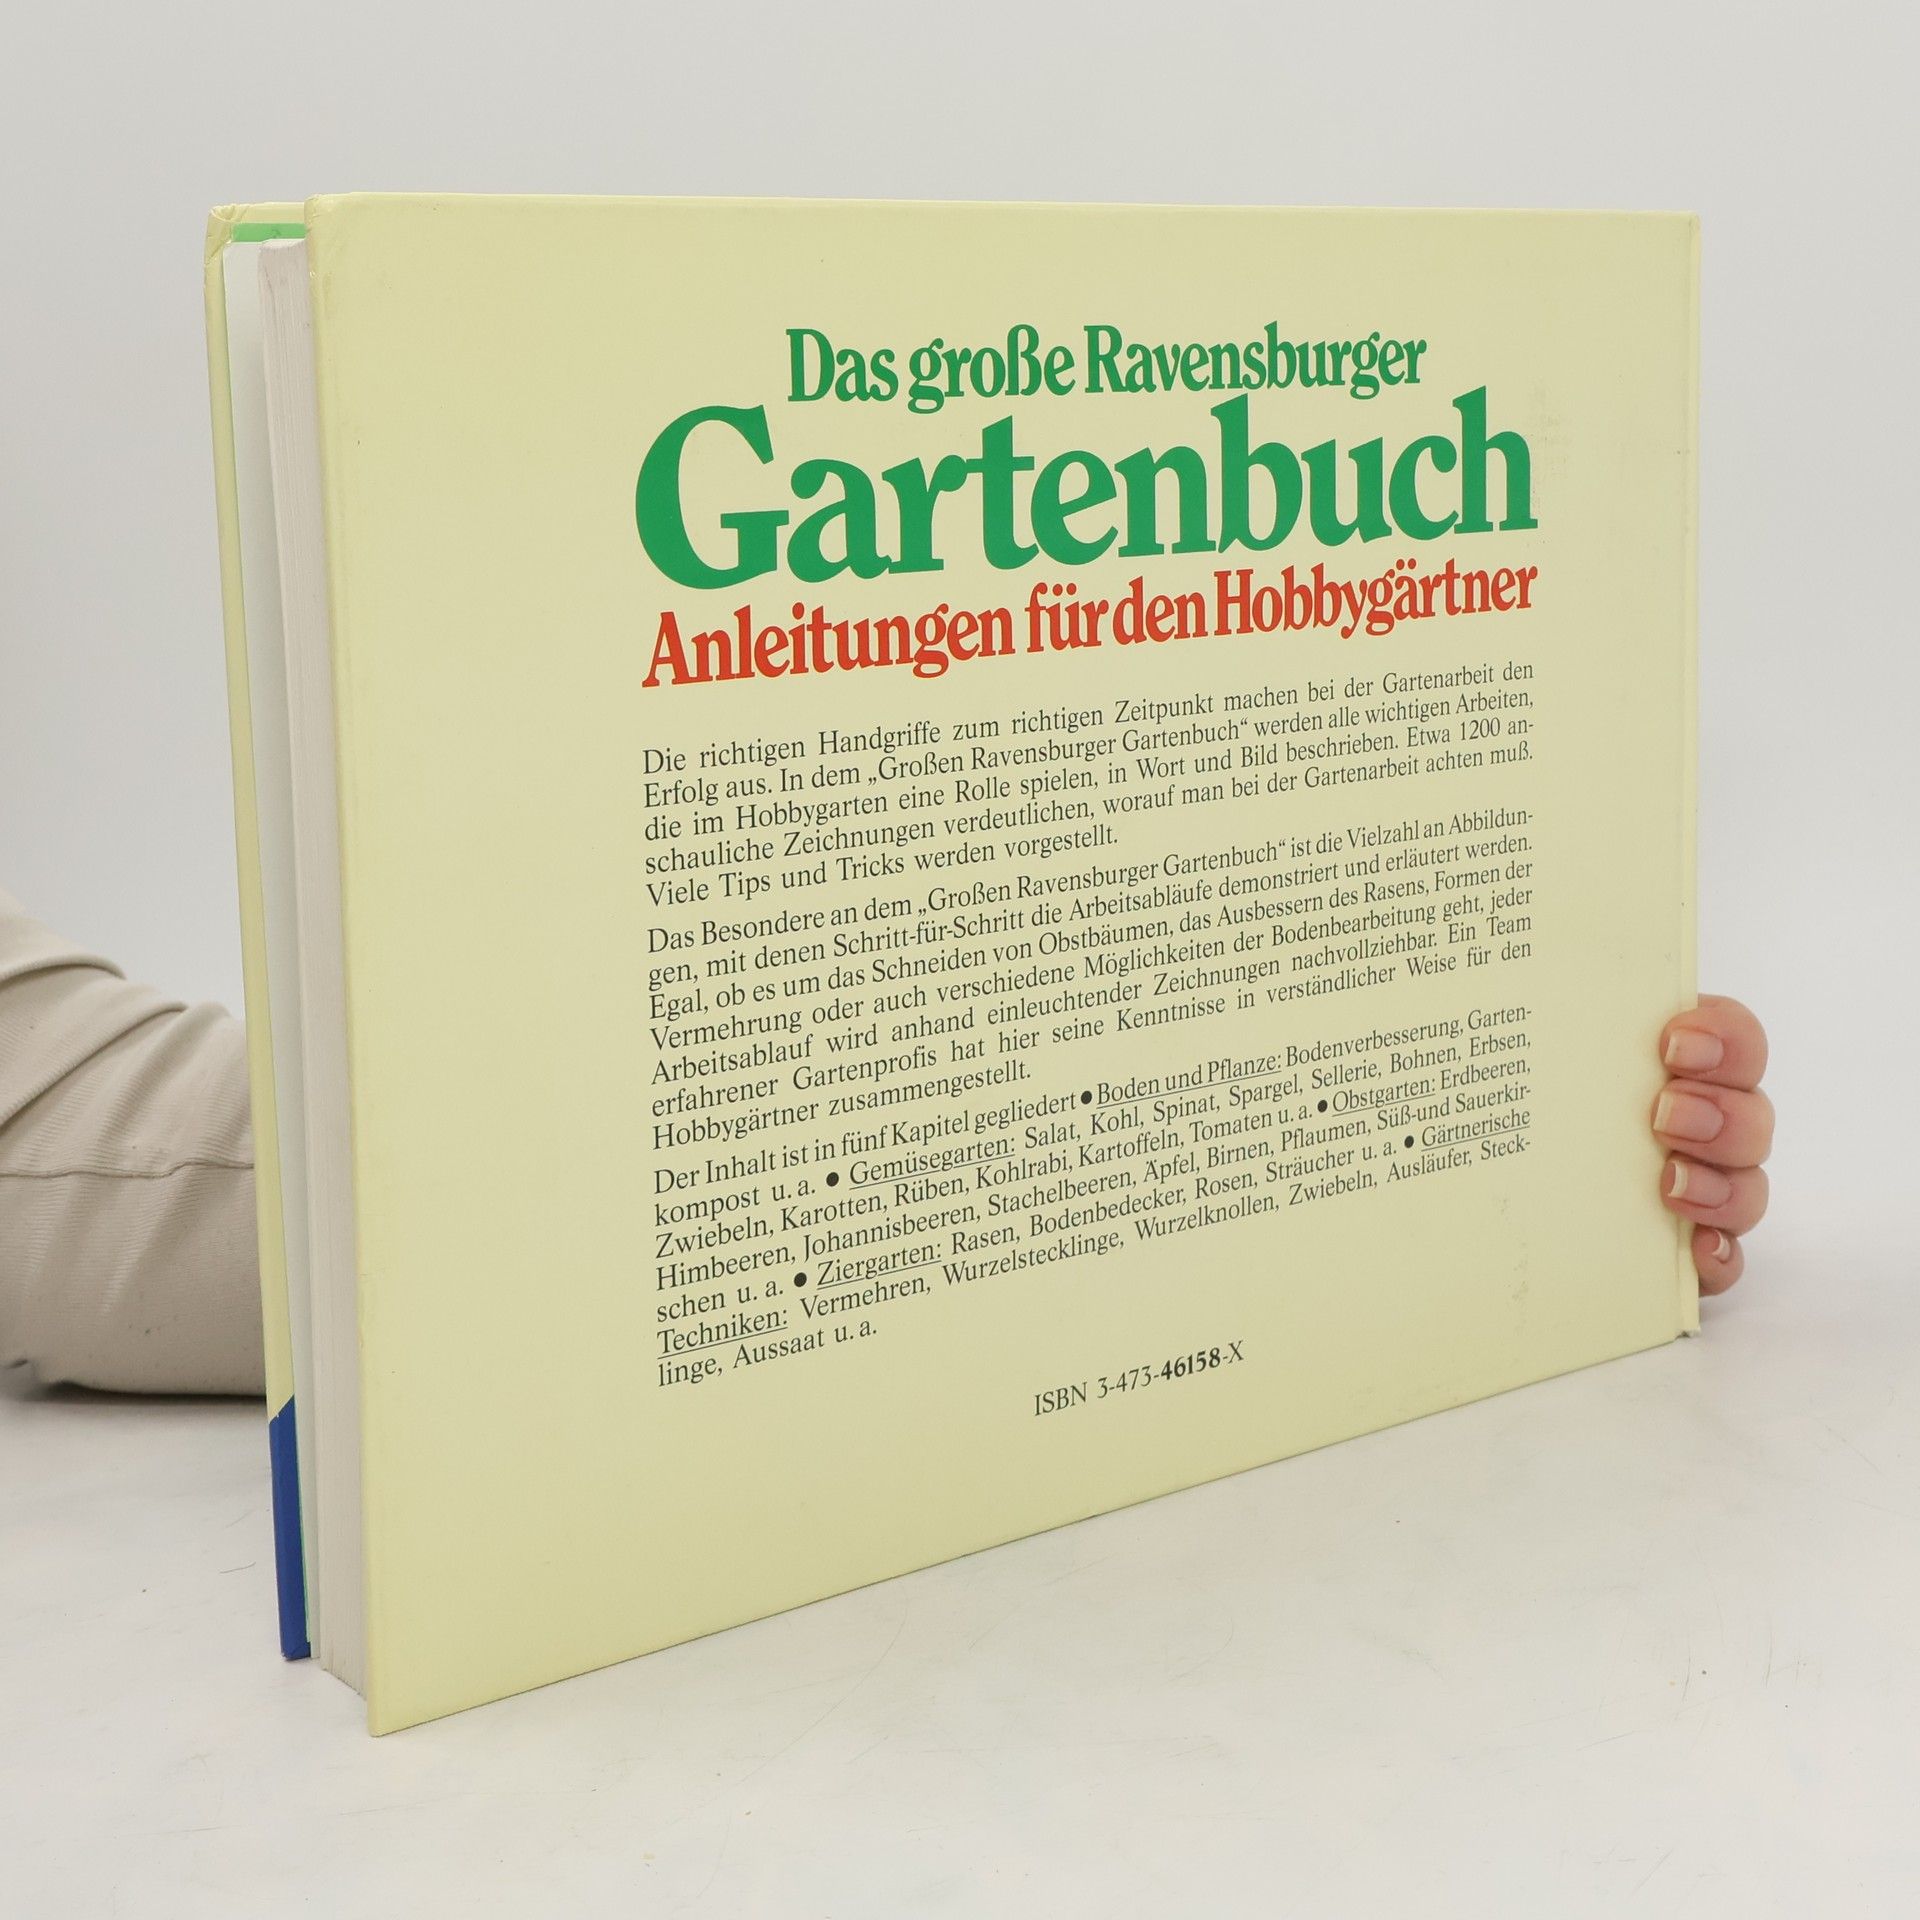 Das große Ravensburger
Gartenbuch
Anleitungen für den Hobbygärtner
Die richtigen Handgriffe zum richtigen Zeitpunkt machen bei der Gartenarbeit den
Erfolg aus. In dem „Großen Ravensburger Gartenbuch“ werden alle wichtigen Arbeiten,
die im Hobbygarten eine Rolle spielen, in Wort und Bild beschrieben. Etwa 1200 an-
schauliche Zeichnungen verdeutlichen, worauf man bei der Gartenarbeit achten muß.
Viele Tips und Tricks werden vorgestellt.
Das Besondere an dem „Großen Ravensburger Gartenbuch“ ist die Vielzahl an Abbildun-
gen, mit denen Schritt-für-Schritt die Arbeitsabläufe demonstriert und erläutert werden.
Egal, ob es um das Schneiden von Obstbäumen, das Ausbessern des Rasens, Formen der
Vermehrung oder auch verschiedene Möglichkeiten der Bodenbearbeitung geht, jeder
Arbeitsablauf wird anhand einleuchtender Zeichnungen nachvollziehbar. Ein Team
erfahrener Gartenprofis hat hier seine Kenntnisse in verständlicher Weise für den
Hobbygärtner zusammengestellt.
Der Inhalt ist in fünf Kapitel gegliedert ● Boden und Pflanze: Bodenverbesserung, Garten-
kompost u. a. ● Gemüsegarten: Salat, Kohl, Spinat, Spargel, Sellerie, Bohnen, Erbsen,
Zwiebeln, Karotten, Rüben, Kohlrabi, Kartoffeln, Tomaten u. a. ● Obstgarten: Erdbeeren,
Himbeeren, Johannisbeeren, Stachelbeeren, Äpfel, Birnen, Pflaumen, Süß-und Sauerkir-
schen u. a. ● Ziergarten: Rasen, Bodenbedecker, Rosen, Sträucher u. a. ● Gärtnerische
Techniken: Vermehren, Wurzelstecklinge, Wurzelknollen, Zwiebeln, Ausläufer, Steck-
linge, Aussaat u. a.
ISBN 3-473-46158-X